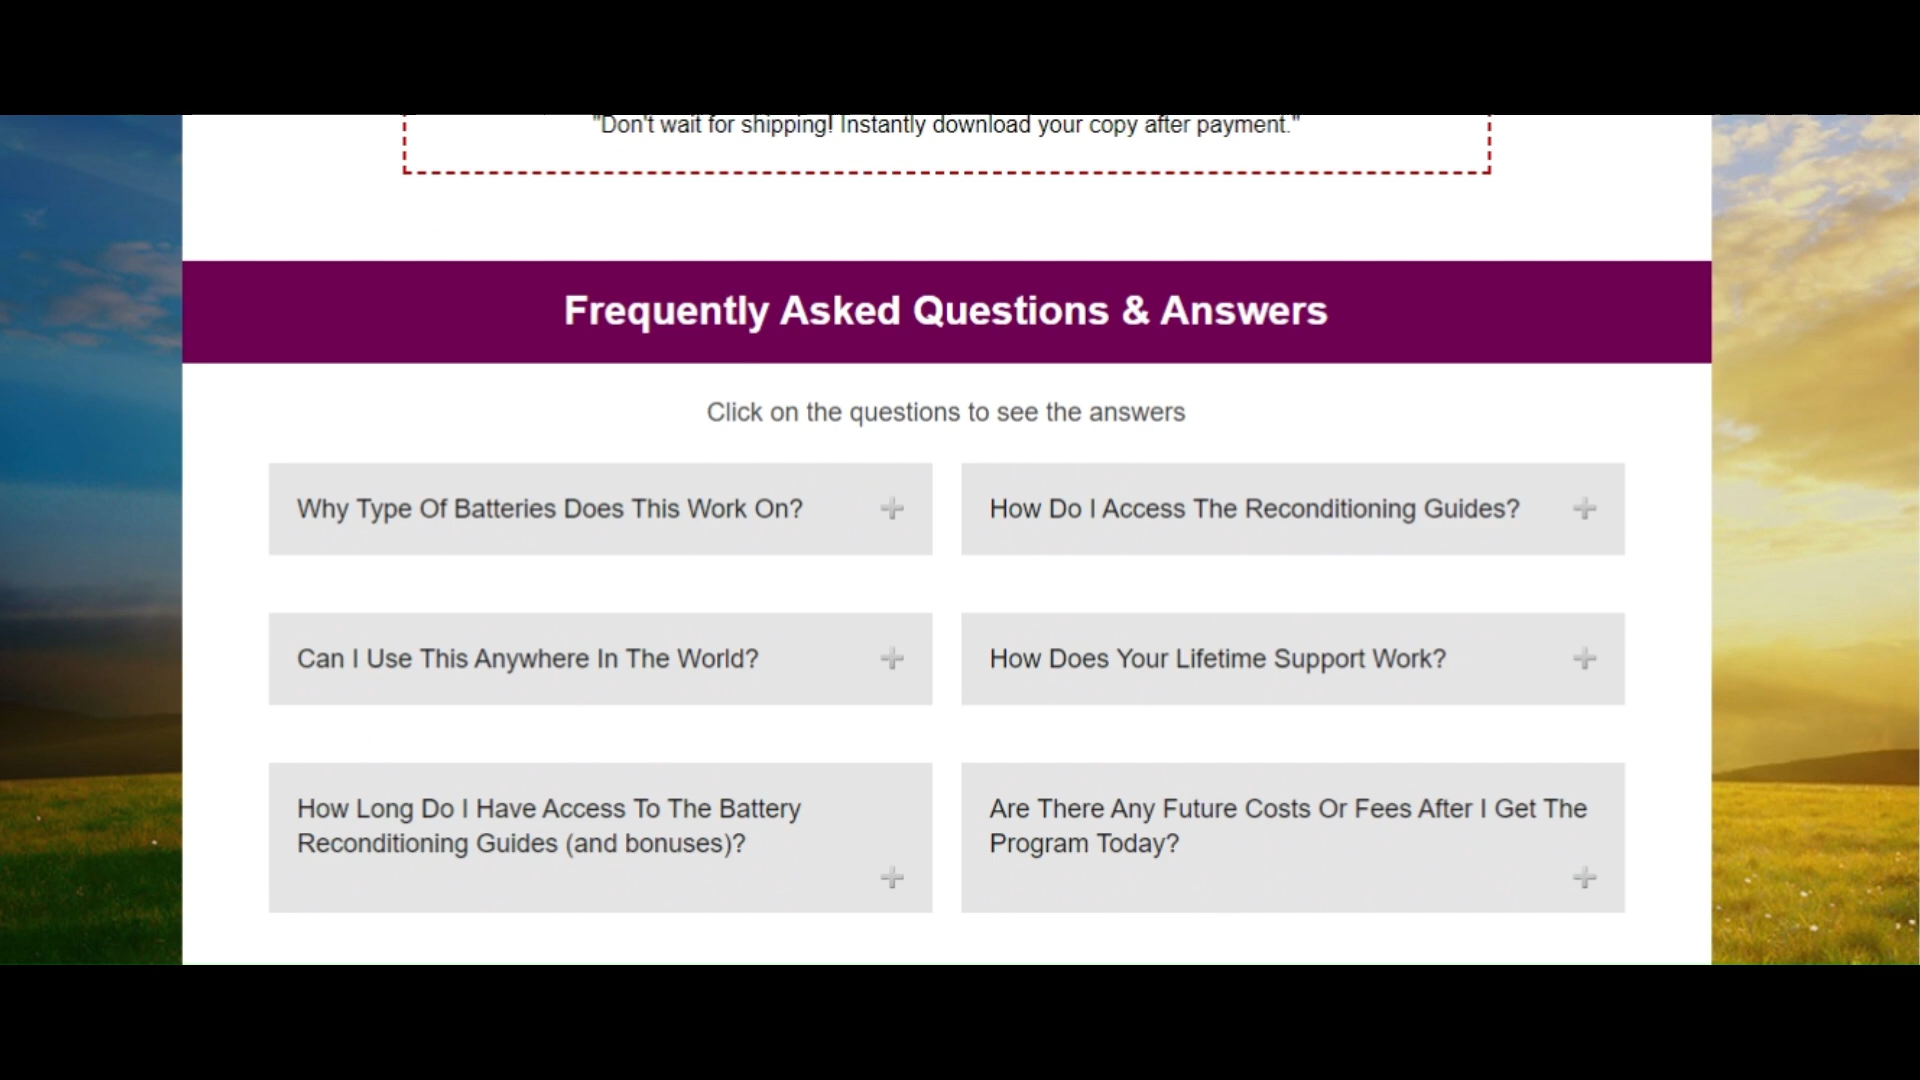 "Don't wait for shipping! Instantly download your copy after payment."
Frequently Asked Questions & Answers
Click on the questions to see the answers
Why Type Of Batteries Does This Work On?
How Do I Access The Reconditioning Guides?
Can I Use This Anywhere In The World?
How Does Your Lifetime Support Work?
How Long Do I Have Access To The Battery
Reconditioning Guides (and bonuses)?
Are There Any Future Costs Or Fees After I Get The
Program Today?